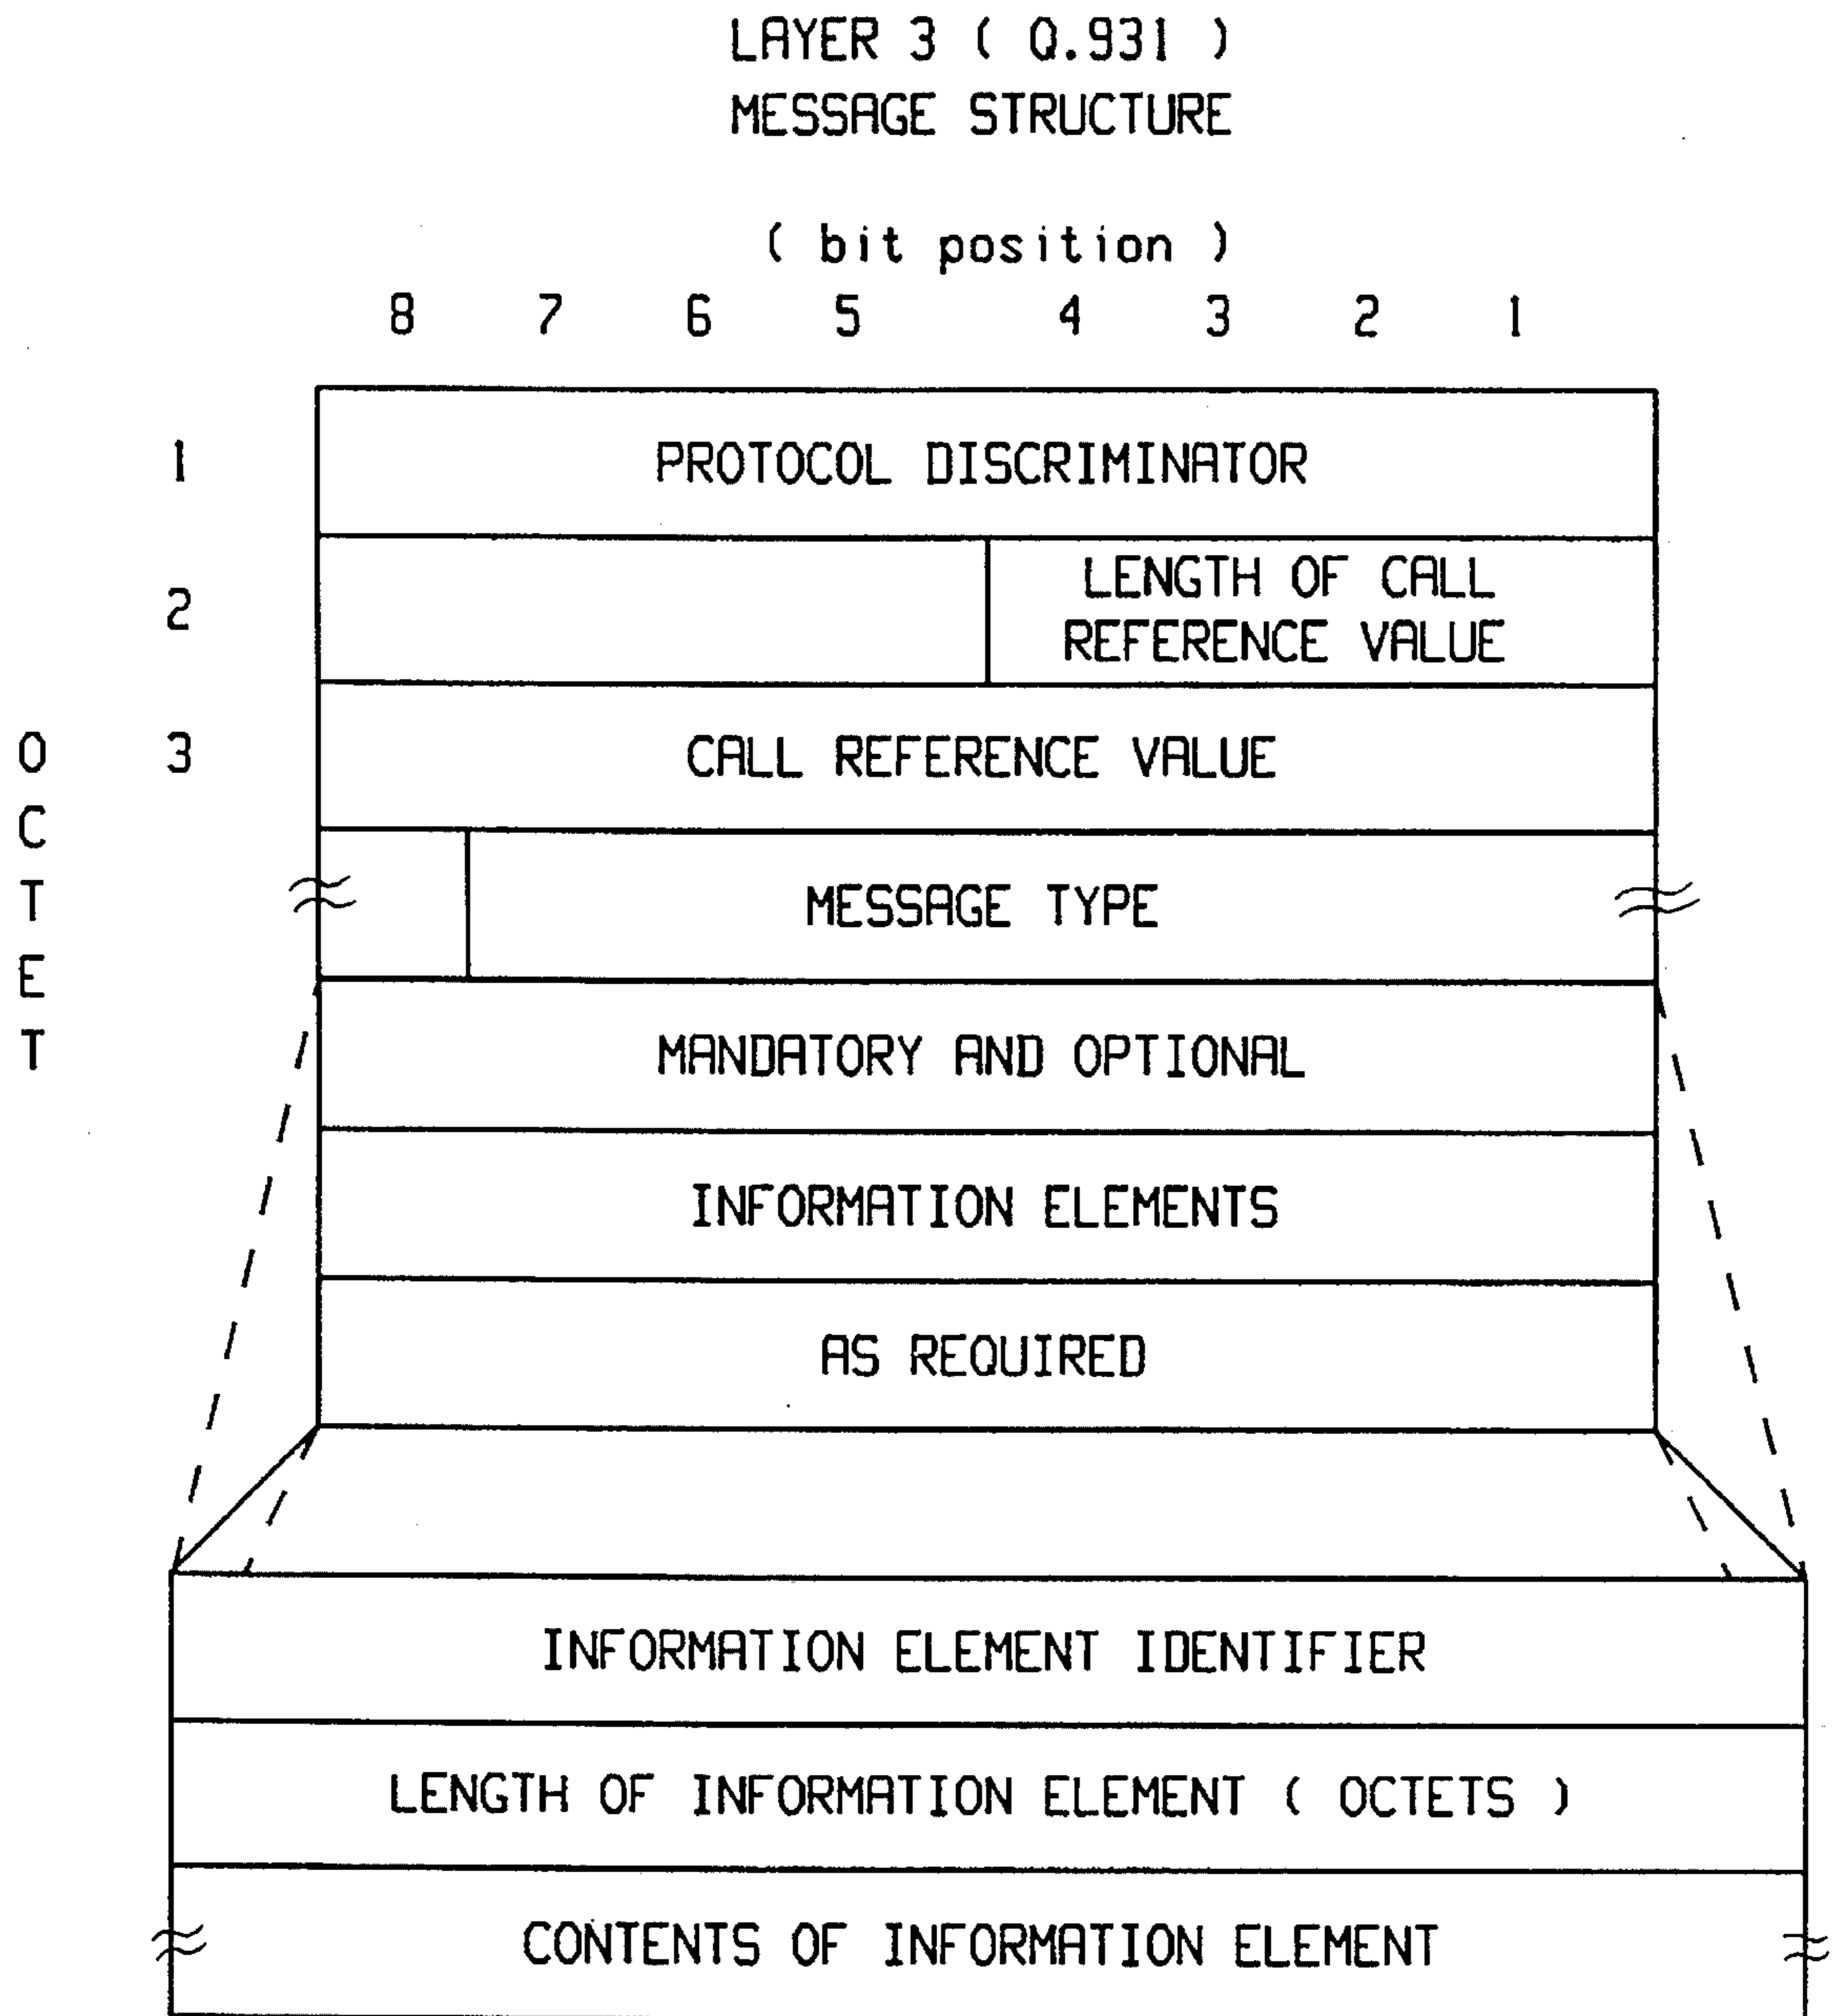 LAYER 3 ( Q.931 )
MESSAGE STRUCTURE
( bit position )
8 7 6 5 4 3 2 1
1 PROTOCOL DISCRIMINATOR
2 LENGTH OF CALL
REFERENCE VALUE
3 CALL REFERENCE VALUE
OCTET
MESSAGE TYPE
MANDATORY AND OPTIONAL
INFORMATION ELEMENTS
AS REQUIRED
INFORMATION ELEMENT IDENTIFIER
LENGTH OF INFORMATION ELEMENT ( OCTETS )
CONTENTS OF INFORMATION ELEMENT